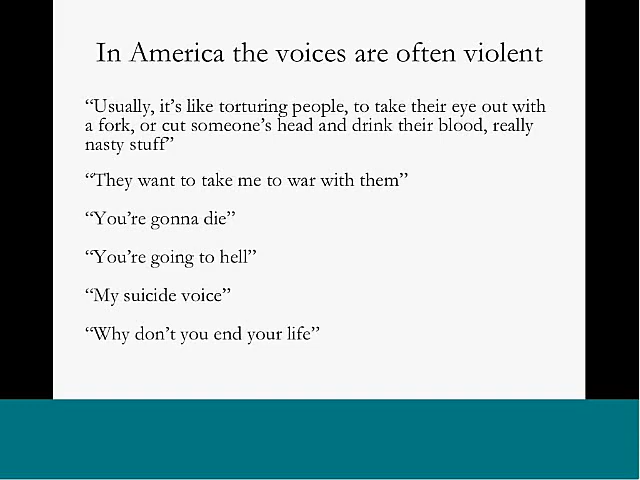 In America the voices are often violent
“Usually, it’s like torturing people, to take their eye out with
a fork, or cut someone’s head and drink their blood, really
nasty stuff”
“They want to take me to war with them”
“You’re gonna die”
“You’re going to hell”
“My suicide voice”
“Why don’t you end your life”